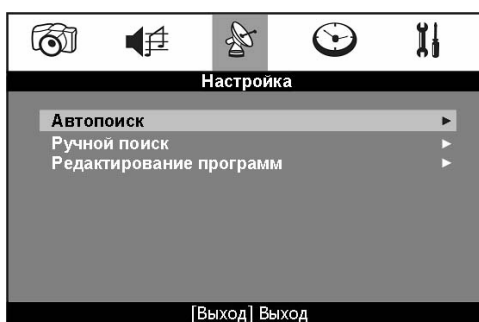 Настройка
Автопоиск
Ручной поиск
Редактирование программ
[Выход] Выход